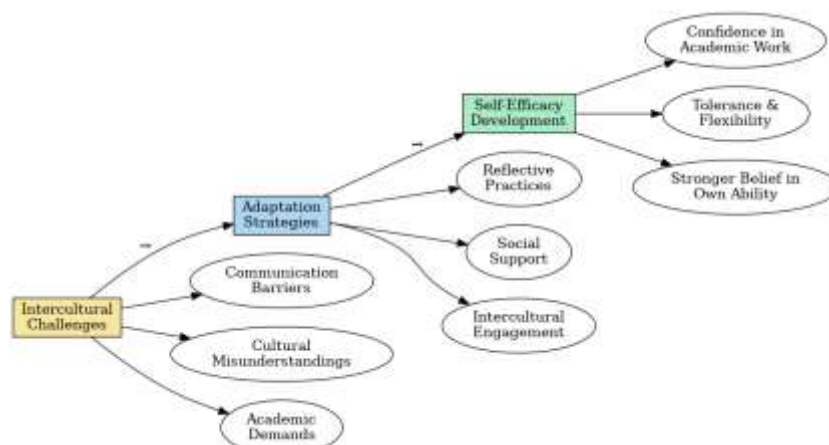 Confidence in
Academic Work
Self-Efficacy
Development
Tolerance &
Flexibility
Reflective
Practices
Stronger Belief in
Own Ability
Adaptation
Strategies
Social
Support
Communication
Barriers
Intercultural
Challenges
Intercultural
Engagement
Cultural
Misunderstandings
Academic
Demands